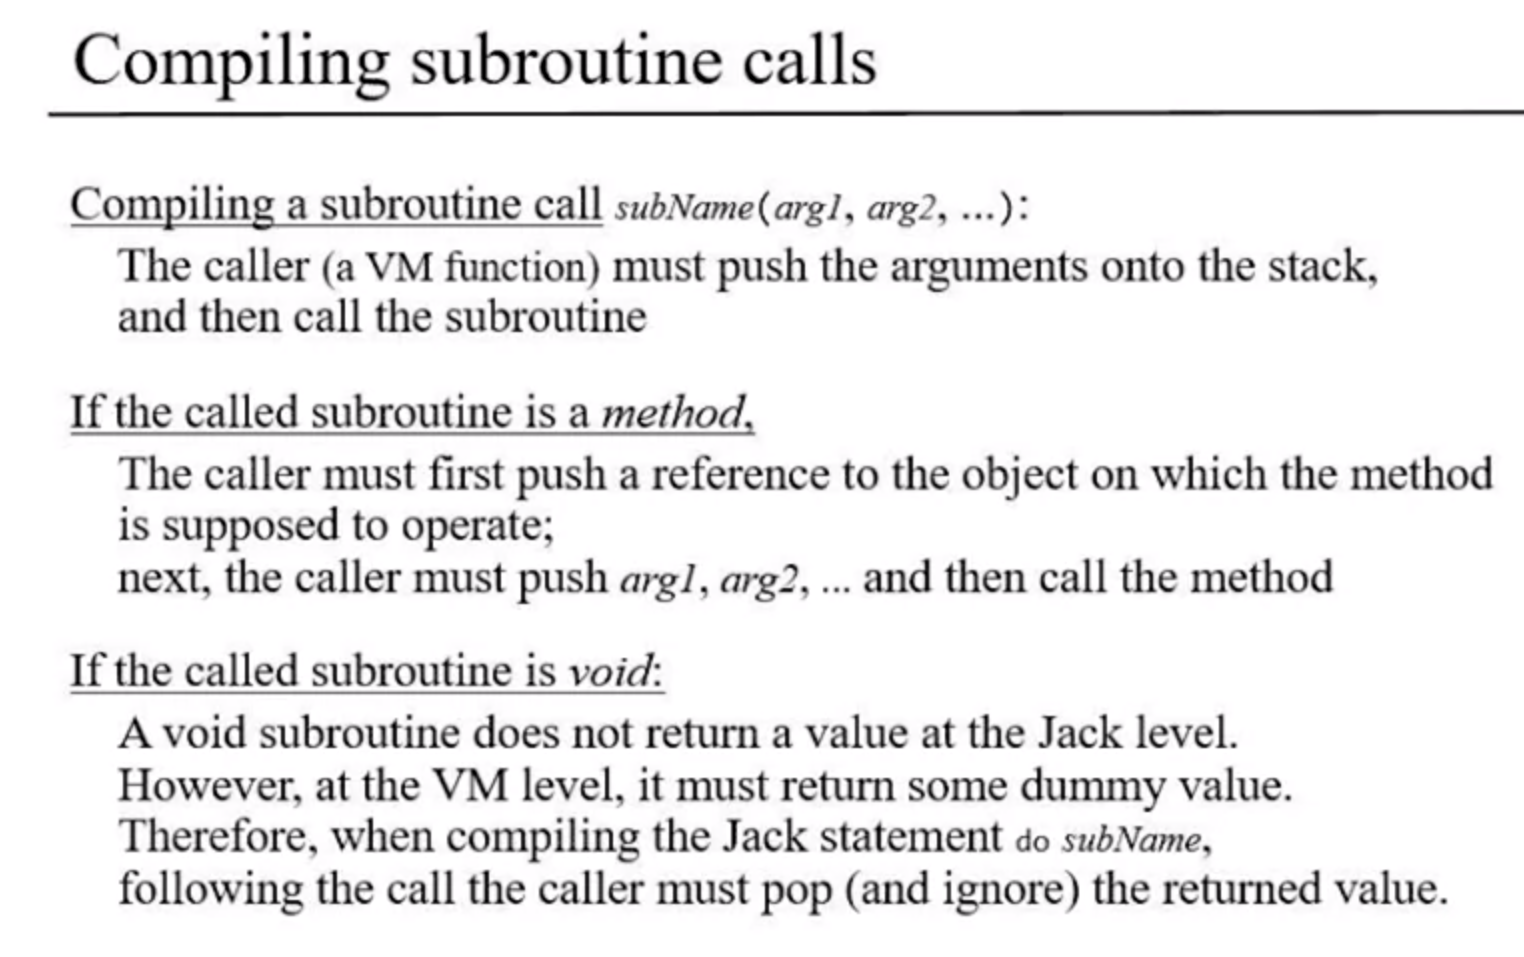 Compiling subroutine calls
Compiling a subroutine call subName(arg1, arg2, ...):
The caller (a VM function) must push the arguments onto the stack,
and then call the subroutine
If the called subroutine is a method,
The caller must first push a reference to the object on which the method
is supposed to operate;
next, the caller must push arg1, arg2, ... and then call the method
If the called subroutine is void:
A void subroutine does not return a value at the Jack level.
However, at the VM level, it must return some dummy value.
Therefore, when compiling the Jack statement do subName,
following the call the caller must pop (and ignore) the returned value.